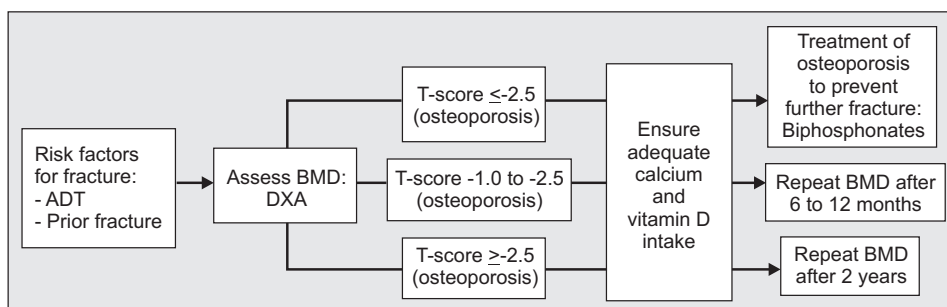 Risk factors
for fracture:
- ADT
- Prior fracture
Assess BMD:
DXA
T-score ≤-2.5
(osteoporosis)
T-score -1.0 to -2.5
(osteoporosis)
T-score ≥-2.5
(osteoporosis)
Ensure
adequate
calcium
and
vitamin D
intake
Treatment of
osteoporosis
to prevent
further fracture:
Biphosphonates
Repeat BMD after
6 to 12 months
Repeat BMD
after 2 years